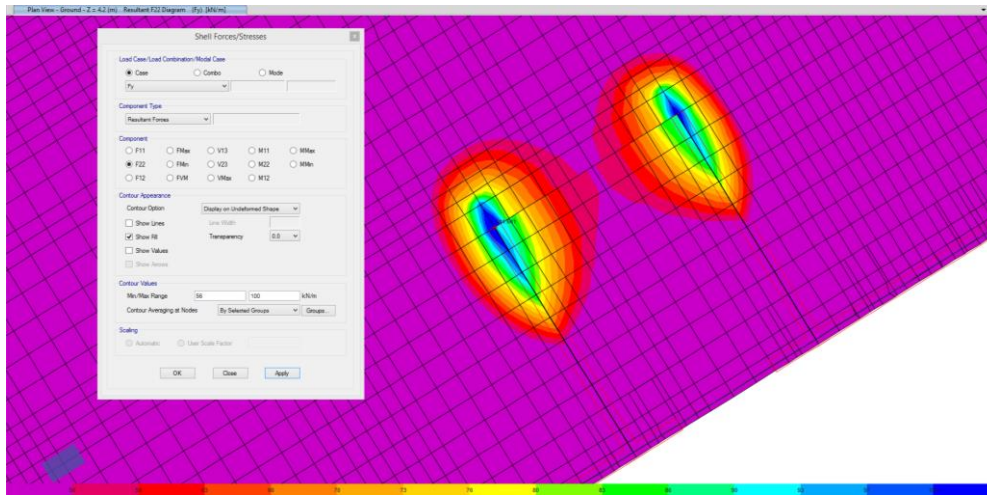 Plan View - Ground - Z = 4.2 (m) Resultant F22 Diagram (Fy) [kN/m]
Shell Forces/Stresses
Load Case/Load Combination/Modal Case
Case Combo Mode
Fy
Component Type
Resultant Forces
Component
F11 FMax V13 M11 MMax
F22 FMin V23 M22 MMin
F12 FVM VMax M12
Contour Appearance
Contour Option Display on Undeformed Shape
Show Lines Line Width
Show Fill Transparency 0.0
Show Values
Show Arrows
Contour Values
Min/Max Range 56 100 kN/m
Contour Averaging at Nodes By Selected Groups Groups...
Scaling
Automatic User Scale Factor
OK Close Apply
73 80 83